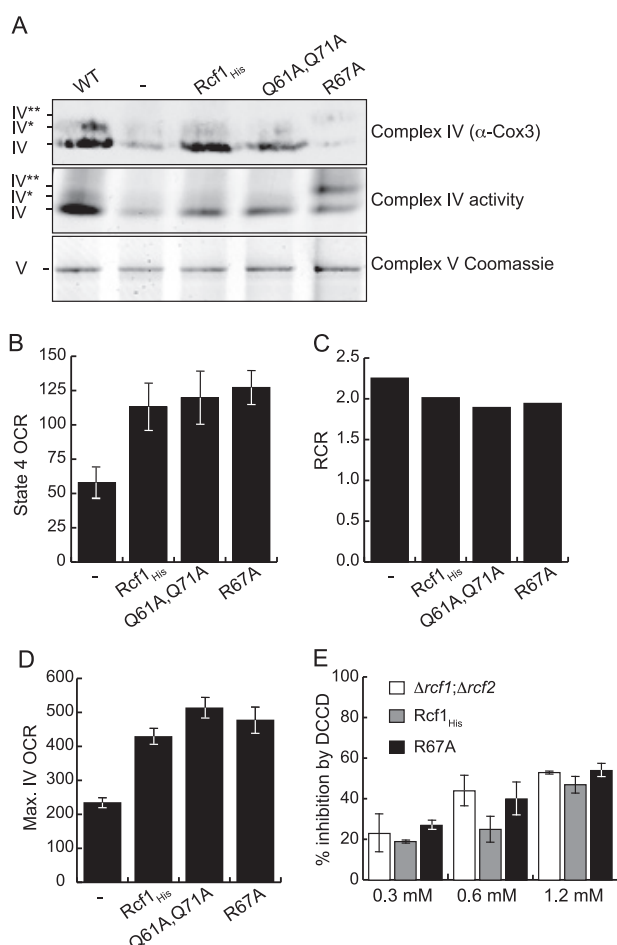 A
WT - Rcf1His Q61A,Q71A R67A
IV**
IV*
IV
Complex IV (α-Cox3)
IV**
IV*
IV
Complex IV activity
V
Complex V Coomassie
B
State 4 OCR
150
125
100
75
50
25
0
- Rcf1His Q61A,Q71A R67A
C
RCR
2.5
2.0
1.5
1.0
0.5
0.0
- Rcf1His Q61A,Q71A R67A
D
Max. IV OCR
600
500
400
300
200
100
0
- Rcf1His Q61A,Q71A R67A
E
% inhibition by DCCD
100
80
60
40
20
0
Δrcf1;Δrcf2
Rcf1His
R67A
0.3 mM 0.6 mM 1.2 mM